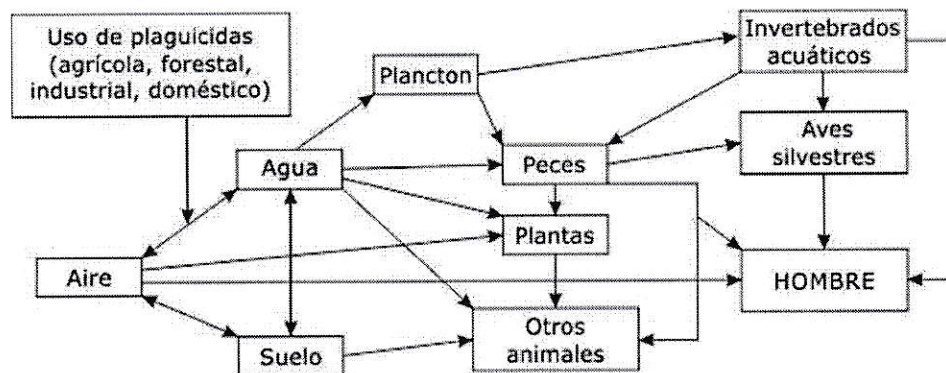 Uso de plaguicidas
(agrícola, forestal,
industrial, doméstico)
Plancton
Invertebrados
acuáticos
Agua
Peces
Aves
silvestres
Plantas
Aire
HOMBRE
Suelo
Otros
animales